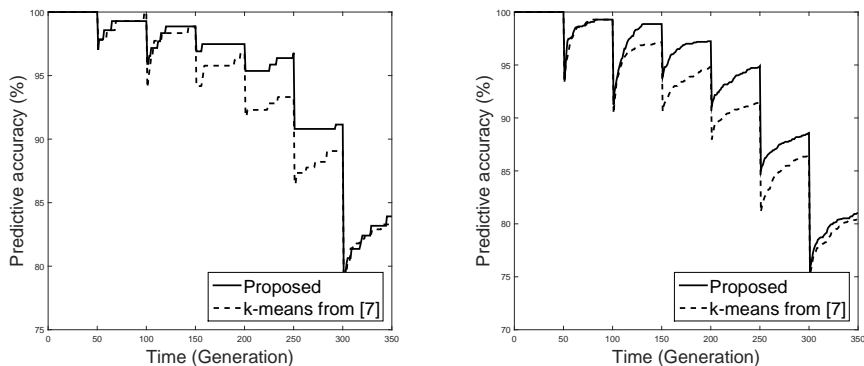 Predictive accuracy (%)
100
95
90
85
80
75
0 50 100 150 200 250 300 350
Time (Generation)
Proposed
k-means from [7]
Predictive accuracy (%)
100
95
90
85
80
75
70
0 50 100 150 200 250 300 350
Time (Generation)
Proposed
k-means from [7]